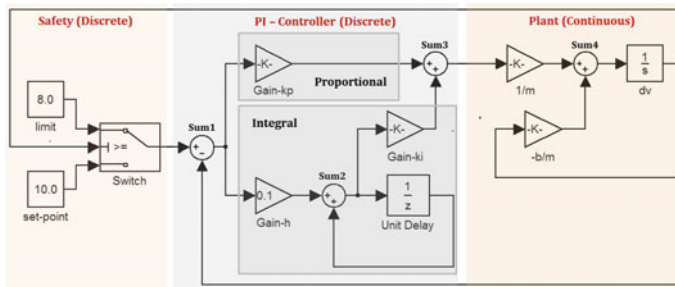 Safety (Discrete)
PI – Controller (Discrete)
Plant (Continuous)
8.0
limit
>=
Switch
10.0
set-point
Sum1
+
-
-K-
Gain-kp
Proportional
Integral
0.1
Gain-h
Sum2
+
+
-K-
Gain-ki
1
z
Unit Delay
Sum3
+
+
-K-
1/m
Sum4
+
+
1
s
dv
-K-
-b/m